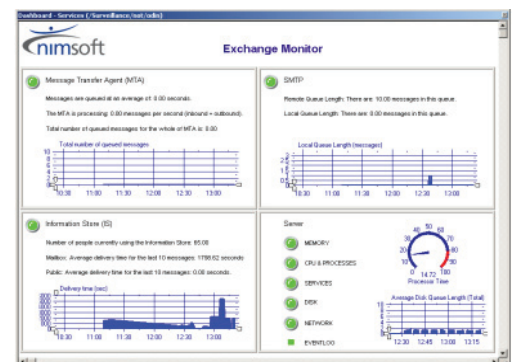 Dashboard - Services (/Surveillance/not/odin)
nimsoft
Exchange Monitor
Message Transfer Agent (MTA)
Messages are queued at an average of: 0.00 seconds.
The MTA is processing: 0.80 messages per second (inbound + outbound).
Total number of queued messages for the whole of MTA is: 0.00
Total number of queued messages
10
8
6
4
2
0
10:30 11:00 11:30 12:00 12:30 13:00
SMTP
Remote Queue Length: There are: 10.00 messages in this queue.
Local Queue Length: There are: 0.00 messages in this queue.
Local Queue Length (messages)
10:30 11:00 11:30 12:00 12:30 13:00
Information Store (IS)
Number of people currently using the Information Store: 85.00
Mailbox: Average delivery time for the last 10 messages: 1798.62 seconds
Public: Average delivery time for the last 10 messages: 0.00 seconds.
Delivery time (sec)
10:30 11:00 11:30 12:00 12:30 13:00
Server
MEMORY
CPU & PROCESSES
SERVICES
DISK
NETWORK
EVENTLOG
0 10 20 30 40 50 60 70 80 90 100
14.72
Processor Time
Average Disk Queue Length (Total)
12:30 12:45 13:00 13:15